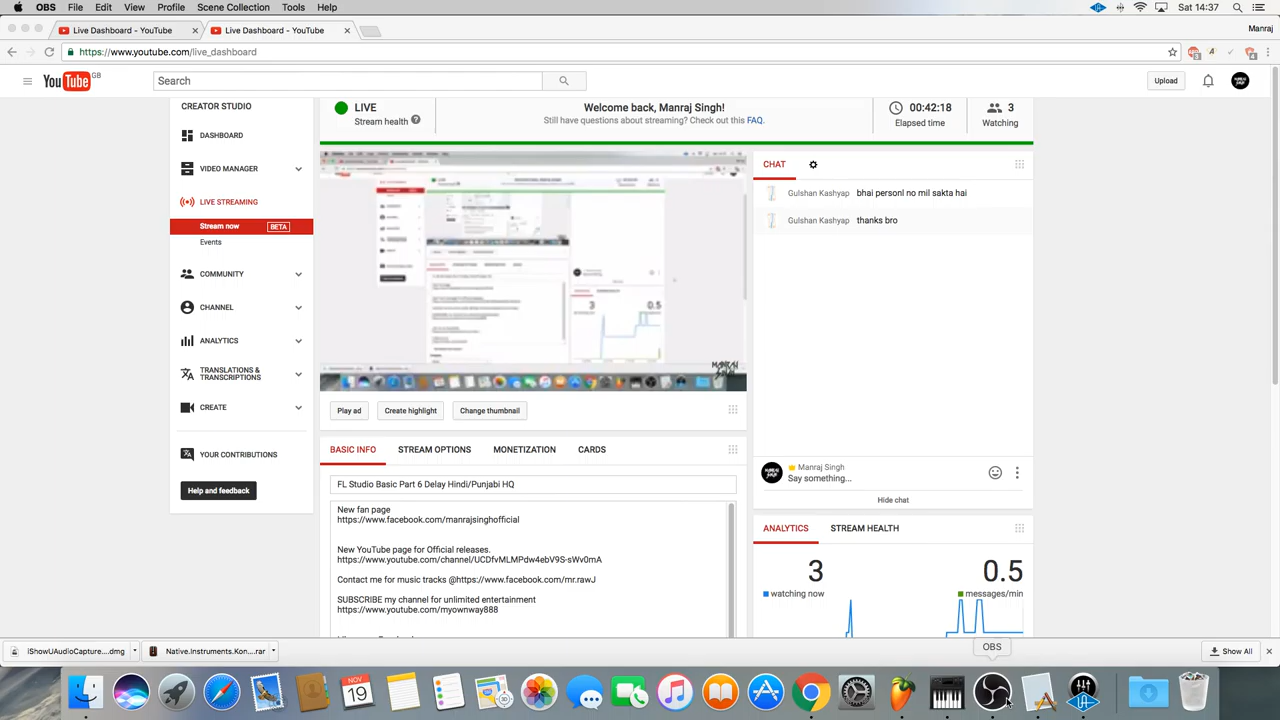 OBS File Edit View Profile Scene Collection Tools Help Sat 14:37
Live Dashboard - YouTube Live Dashboard - YouTube Manraj
https://www.youtube.com/live_dashboard
YouTube GB Search Upload
CREATOR STUDIO
DASHBOARD
VIDEO MANAGER
LIVE STREAMING
Stream now BETA
Events
COMMUNITY
CHANNEL
ANALYTICS
TRANSLATIONS &
TRANSCRIPTIONS
CREATE
YOUR CONTRIBUTIONS
Help and feedback
LIVE
Stream health ?
Welcome back, Manraj Singh!
Still have questions about streaming? Check out this FAQ.
00:42:18
Elapsed time
3
Watching
MANRAJ
SINGH
Play ad Create highlight Change thumbnail
BASIC INFO STREAM OPTIONS MONETIZATION CARDS
FL Studio Basic Part 6 Delay Hindi/Punjabi HQ
New fan page
https://www.facebook.com/manrajsinghofficial
New YouTube page for Official releases.
https://www.youtube.com/channel/UCDfvMLMPdw4ebV9S-sWv0mA
Contact me for music tracks @https://www.facebook.com/mr.rawJ
SUBSCRIBE my channel for unlimited entertainment
https://www.youtube.com/myownway888
CHAT
Gulshan Kashyap bhai personl no mil sakta hai
Gulshan Kashyap thanks bro
Manraj Singh
Say something...
Hide chat
ANALYTICS STREAM HEALTH
3 0.5
watching now messages/min
OBS
iShowUAudioCapture....dmg Native.Instruments.Kon....rar Show All
NOV
19